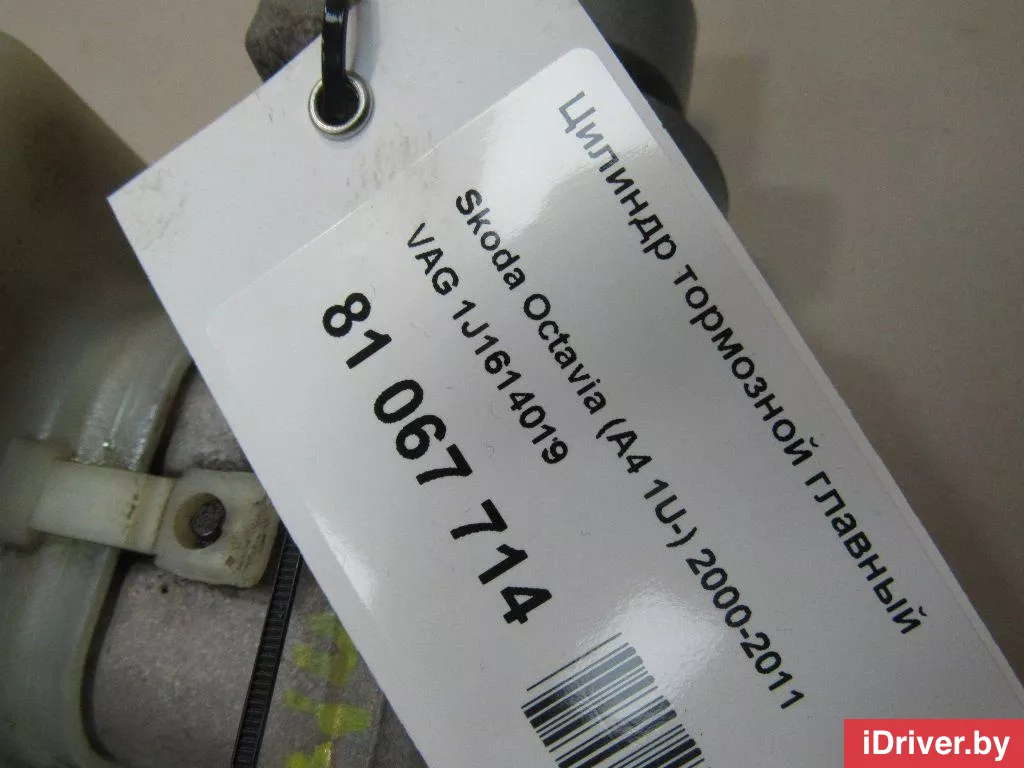 Цилиндр тормозной главный
Skoda Octavia (A4 1U-) 2000-2011
VAG 1J1614019
81 067 714
iDriver.by